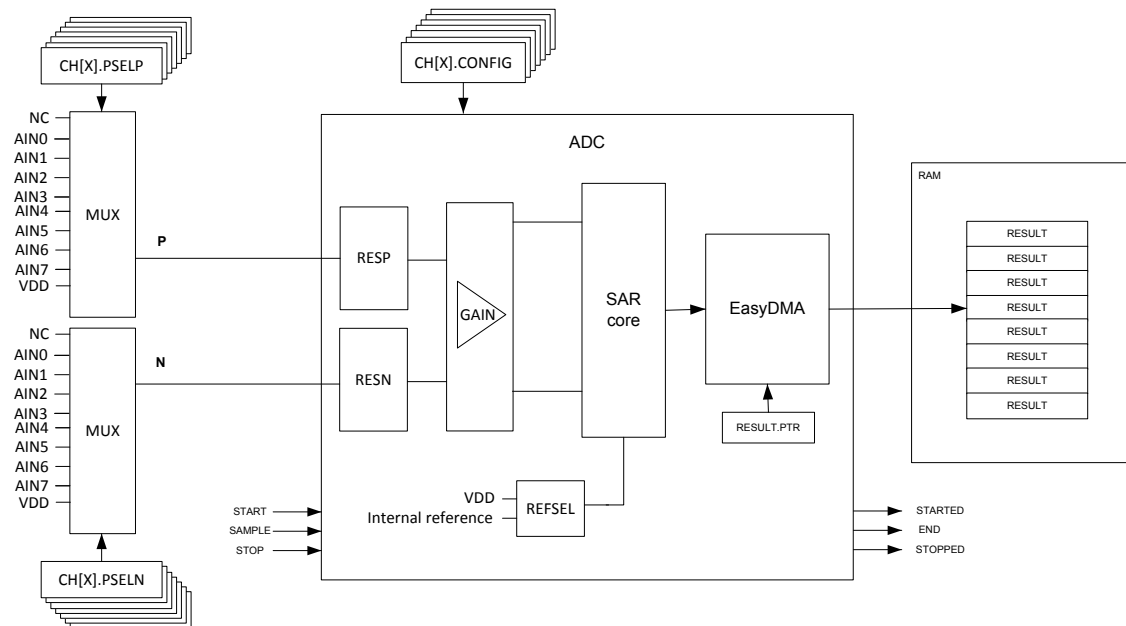 CH[X].PSELP
CH[X].CONFIG
NC
AIN0
AIN1
AIN2
AIN3
AIN4
AIN5
AIN6
AIN7
VDD
MUX
P
NC
AIN0
AIN1
AIN2
AIN3
AIN4
AIN5
AIN6
AIN7
VDD
MUX
N
CH[X].PSELN
ADC
RESP
RESN
GAIN
SAR
core
EasyDMA
RESULT.PTR
VDD
Internal reference
REFSEL
START
SAMPLE
STOP
STARTED
END
STOPPED
RAM
RESULT
RESULT
RESULT
RESULT
RESULT
RESULT
RESULT
RESULT